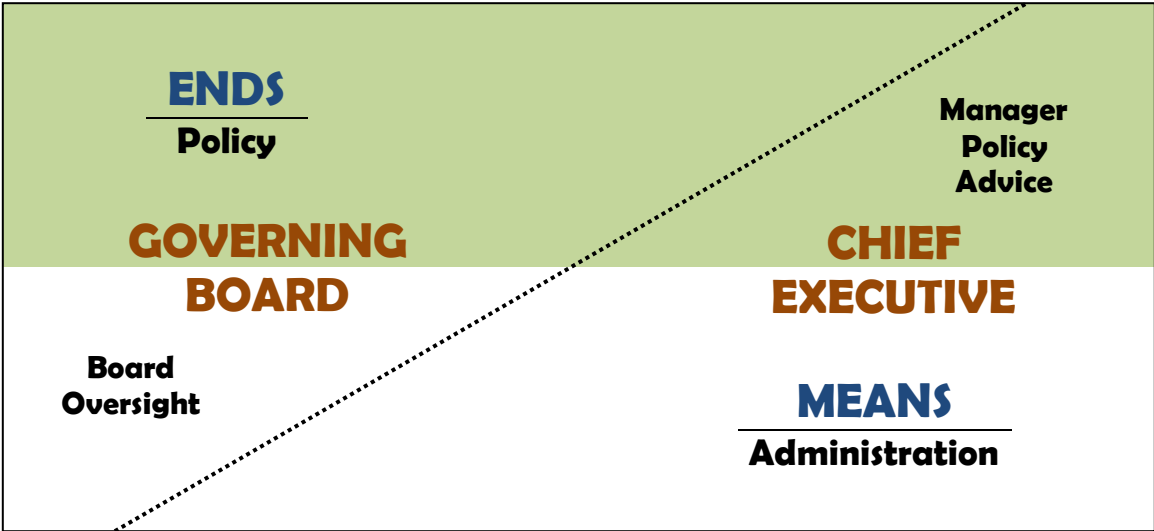 ENDS
Policy
GOVERNING
BOARD
Board
Oversight
Manager
Policy
Advice
CHIEF
EXECUTIVE
MEANS
Administration